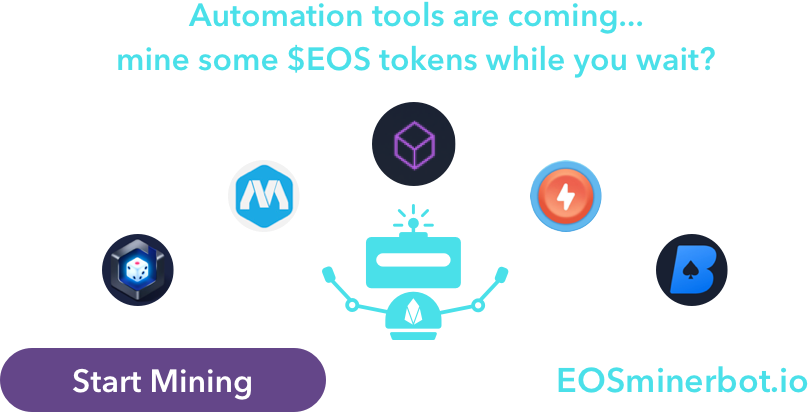 Automation tools are coming...
mine some $EOS tokens while you wait?
Start Mining
EOSminerbot.io